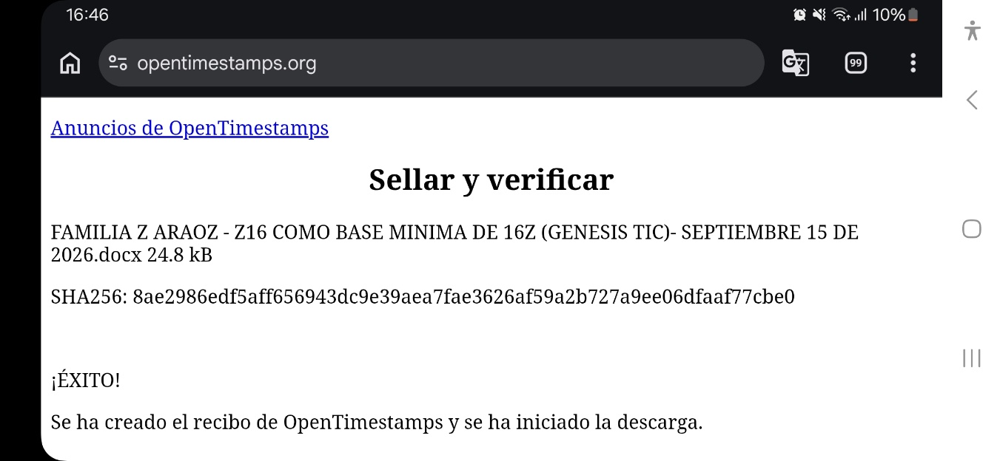 16:46
10%
opentimestamps.org
99
Anuncios de OpenTimestamps
Sellar y verificar
FAMILIA Z ARAOZ - Z16 COMO BASE MINIMA DE 16Z (GENESIS TIC)- SEPTIEMBRE 15 DE
2026.docx 24.8 kB
SHA256: 8ae2986edf5aff656943dc9e39aea7fae3626af59a2b727a9ee06dfaaf77cbe0
¡ÉXITO!
Se ha creado el recibo de OpenTimestamps y se ha iniciado la descarga.